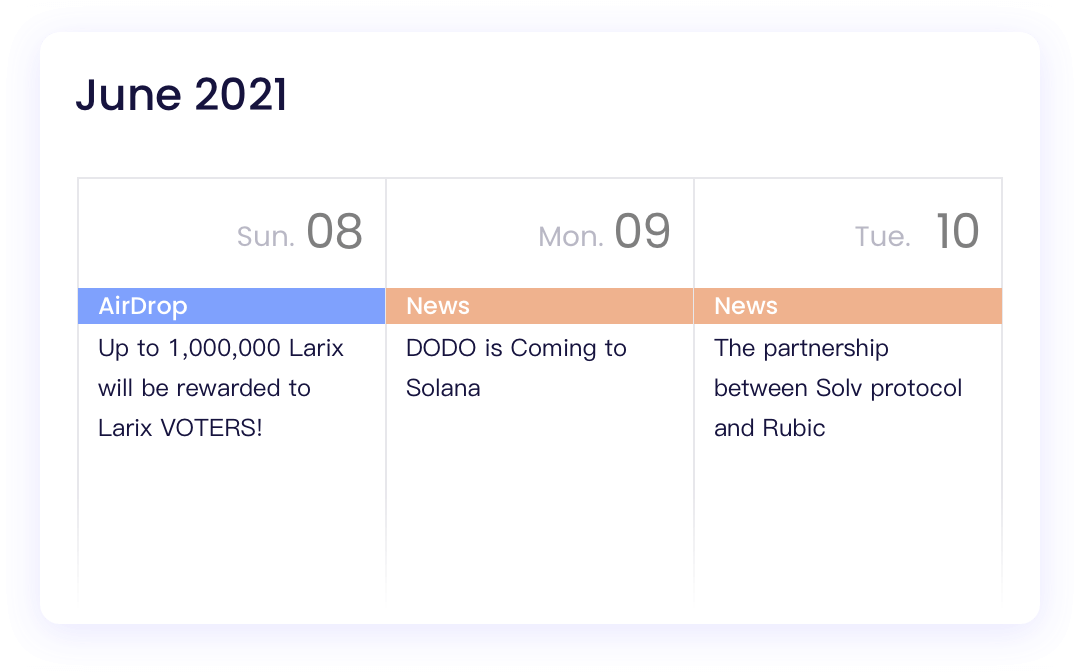 June 2021
Sun. 08
Mon. 09
Tue. 10
AirDrop
Up to 1,000,000 Larix
will be rewarded to
Larix VOTERS!
News
DODO is Coming to
Solana
News
The partnership
between Solv protocol
and Rubic